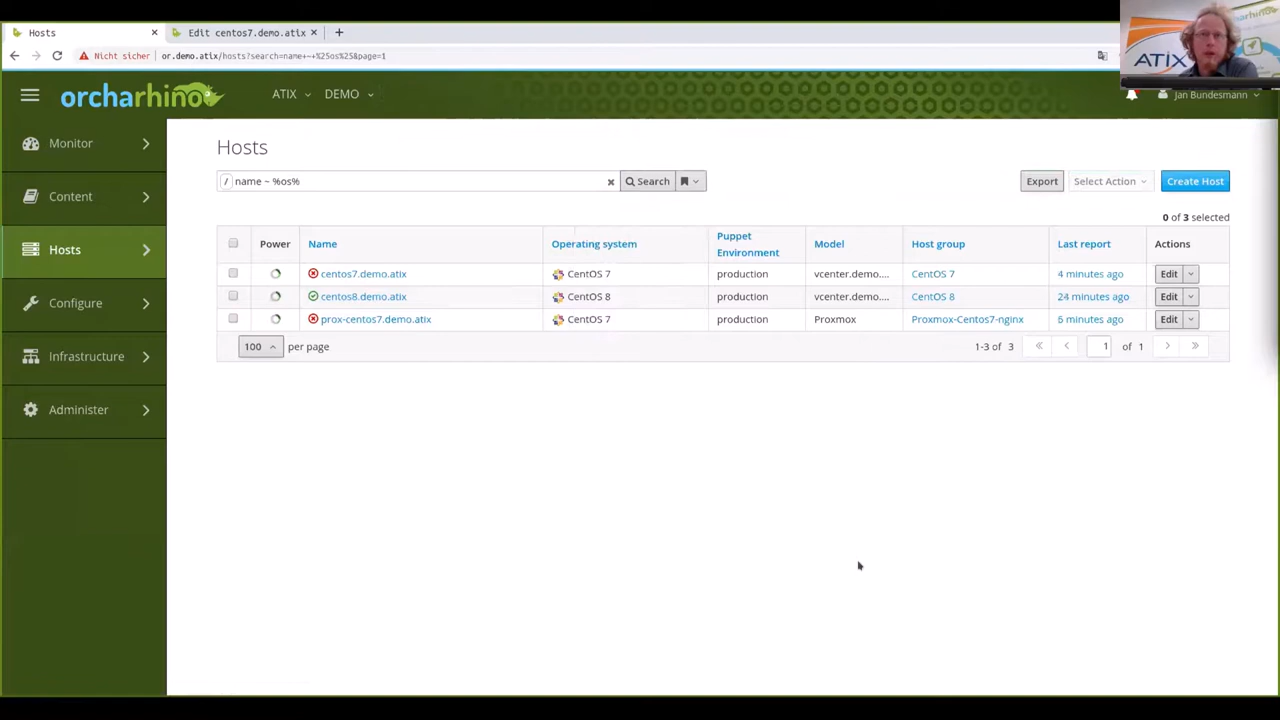 Hosts
Edit centos7.demo.atix
Nicht sicher
or.demo.atix/hosts?search=name+~+%25os%25&page=1
ATIX
orcharhino
orcharhino
ATIX
DEMO
Jan Bundesmann
Monitor
Content
Hosts
Configure
Infrastructure
Administer
Hosts
/ name ~ %os%
Search
Export
Select Action
Create Host
0 of 3 selected
Power
Name
Operating system
Puppet
Environment
Model
Host group
Last report
Actions
centos7.demo.atix CentOS 7 production vcenter.demo.... CentOS 7 4 minutes ago Edit
centos8.demo.atix CentOS 8 production vcenter.demo.... CentOS 8 24 minutes ago Edit
prox-centos7.demo.atix CentOS 7 production Proxmox Proxmox-Centos7-nginx 6 minutes ago Edit
100 per page
1-3 of 3
1 of 1